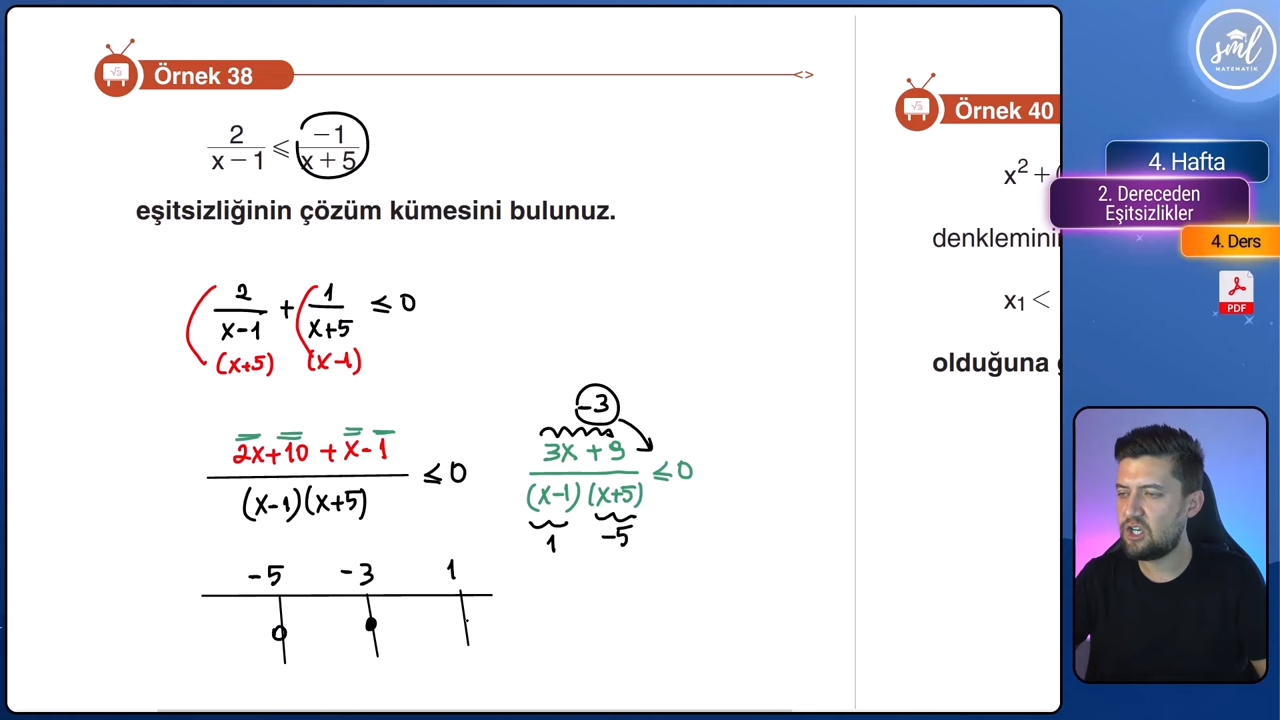 Örnek 38
2/(x − 1) ⩽ −1/(x + 5)
eşitsizliğinin çözüm kümesini bulunuz.
2/(x-1) + 1/(x+5) ≤ 0
(x+5) (x-1)
(2x+10+x-1)/((x-1)(x+5)) ≤ 0
-3
(3x+9)/((x-1)(x+5)) ≤ 0
1 -5
-5 -3 1
Örnek 40
x² + (
denklemini
x₁ <
olduğuna g
sml
MATEMATİK
4. Hafta
2. Dereceden
Eşitsizlikler
4. Ders
PDF